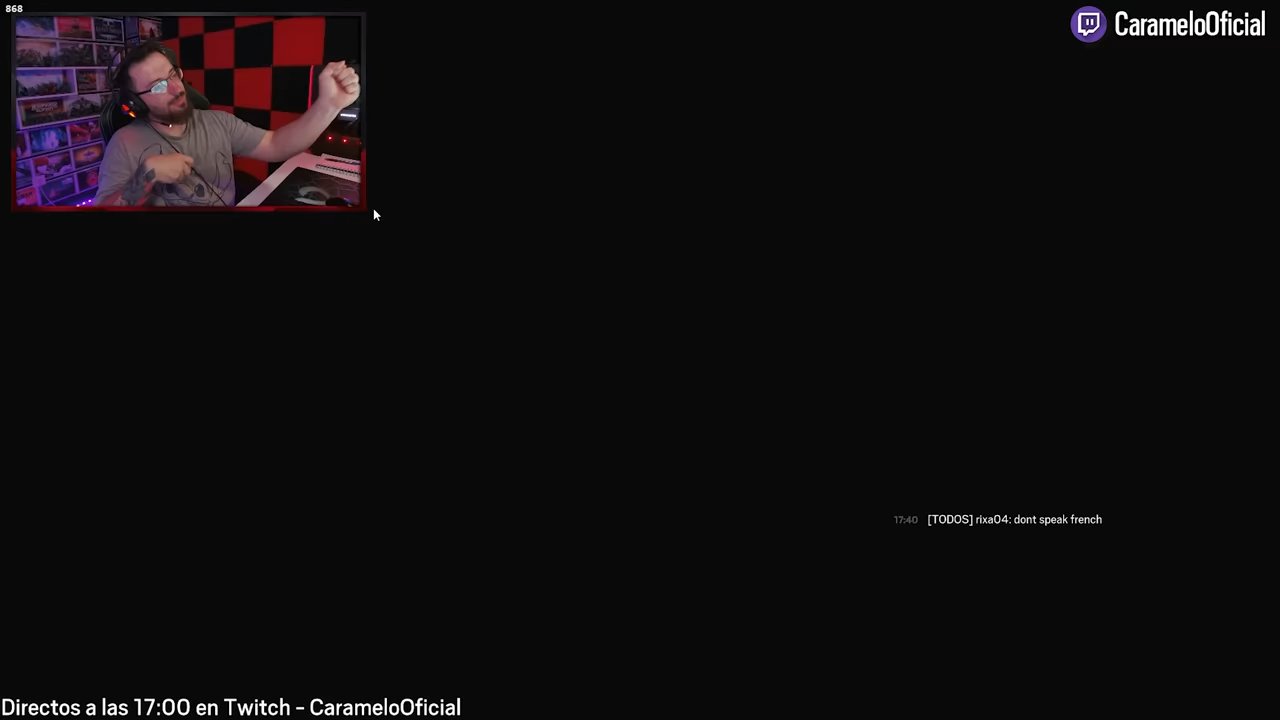 868
CarameloOficial
17:40 [TODOS] rixa04: dont speak french
Directos a las 17:00 en Twitch - CarameloOficial